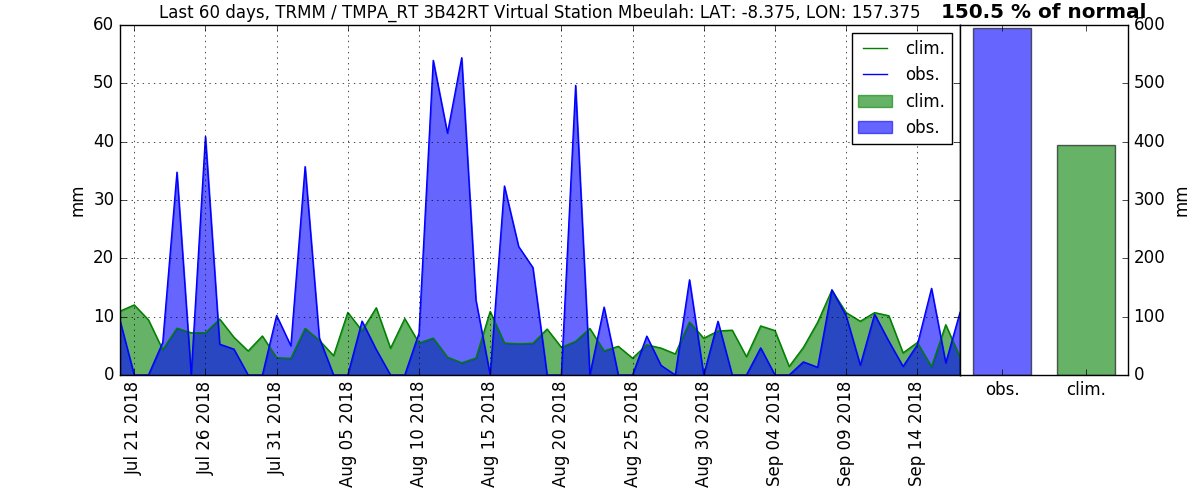 Last 60 days, TRMM / TMPA_RT 3B42RT Virtual Station Mbeulah: LAT: -8.375, LON: 157.375
150.5 % of normal
60
50
40
30
20
10
0
mm
clim.
obs.
clim.
obs.
Jul 21 2018
Jul 26 2018
Jul 31 2018
Aug 05 2018
Aug 10 2018
Aug 15 2018
Aug 20 2018
Aug 25 2018
Aug 30 2018
Sep 04 2018
Sep 09 2018
Sep 14 2018
600
500
400
300
200
100
0
mm
obs.
clim.